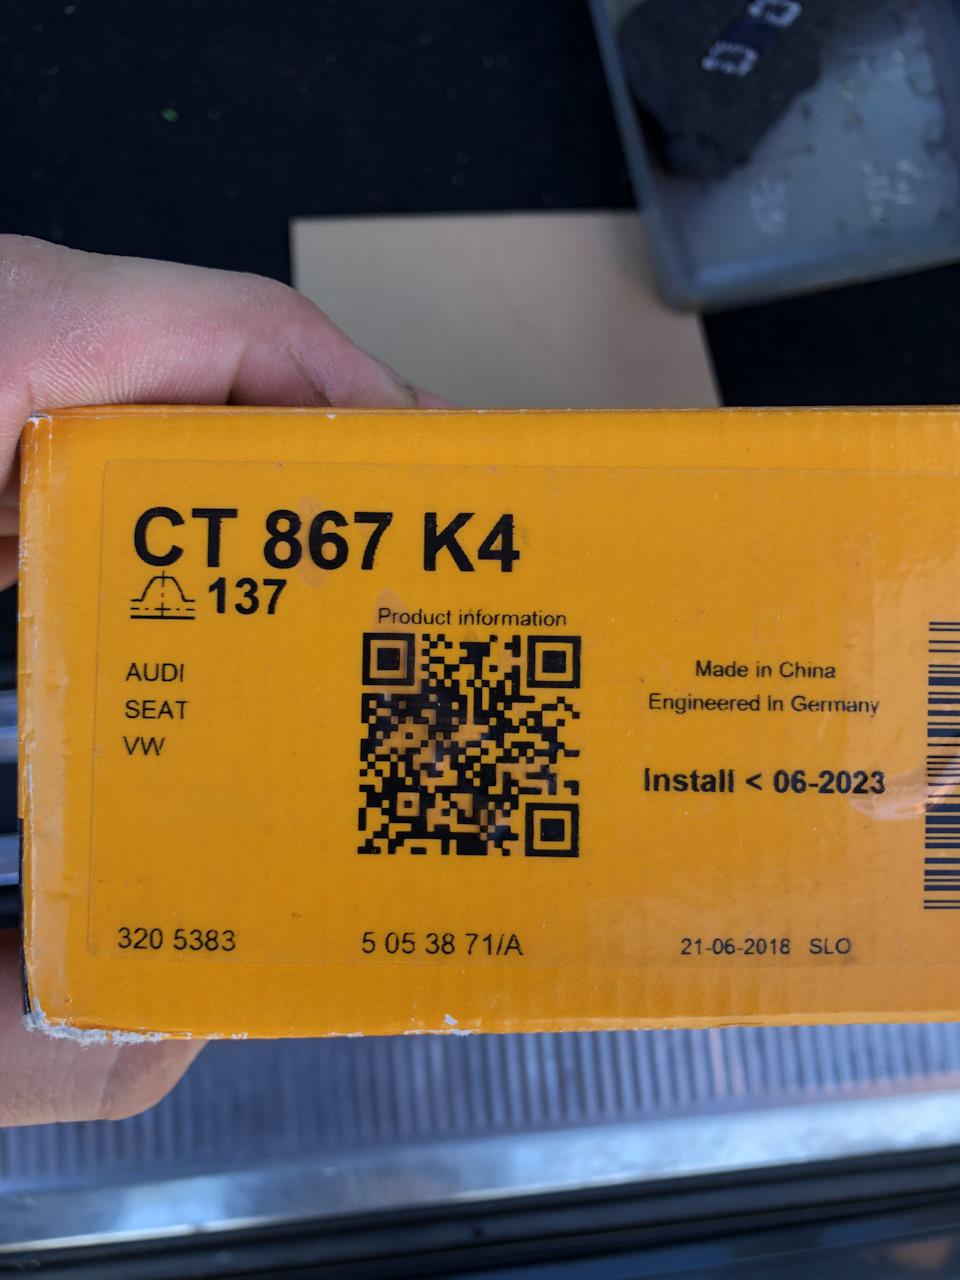 CT 867 K4
137
Product information
AUDI
SEAT
VW
Made in China
Engineered In Germany
Install < 06-2023
320 5383
5 05 38 71/A
21-06-2018 SLO